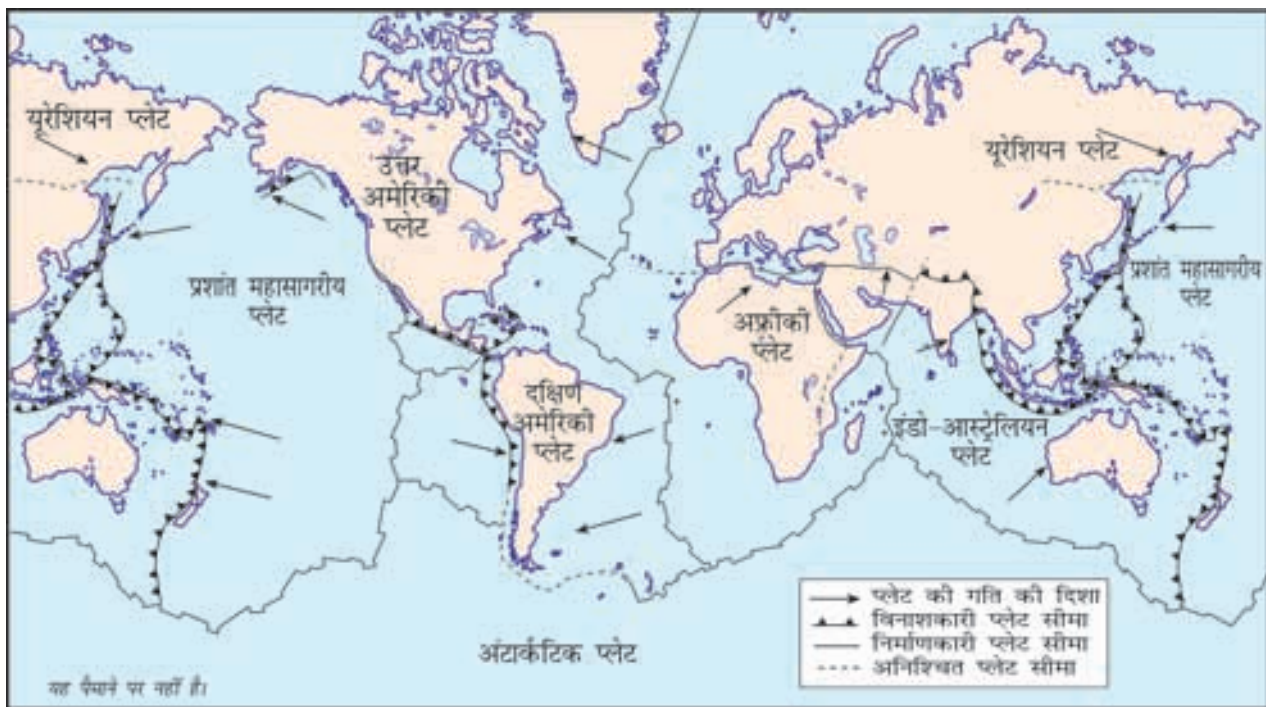 यूरेशियन प्लेट
उत्तर
अमेरिकी
प्लेट
यूरेशियन प्लेट
प्रशांत महासागरीय
प्लेट
प्रशांत महासागरीय
प्लेट
अफ्रीकी
प्लेट
दक्षिण
अमेरिकी
प्लेट
इंडो-आस्ट्रेलियन
प्लेट
अंटार्कटिक प्लेट
प्लेट की गति की दिशा
विनाशकारी प्लेट सीमा
निर्माणकारी प्लेट सीमा
अनिश्चित प्लेट सीमा
यह पैमाने पर नहीं है।